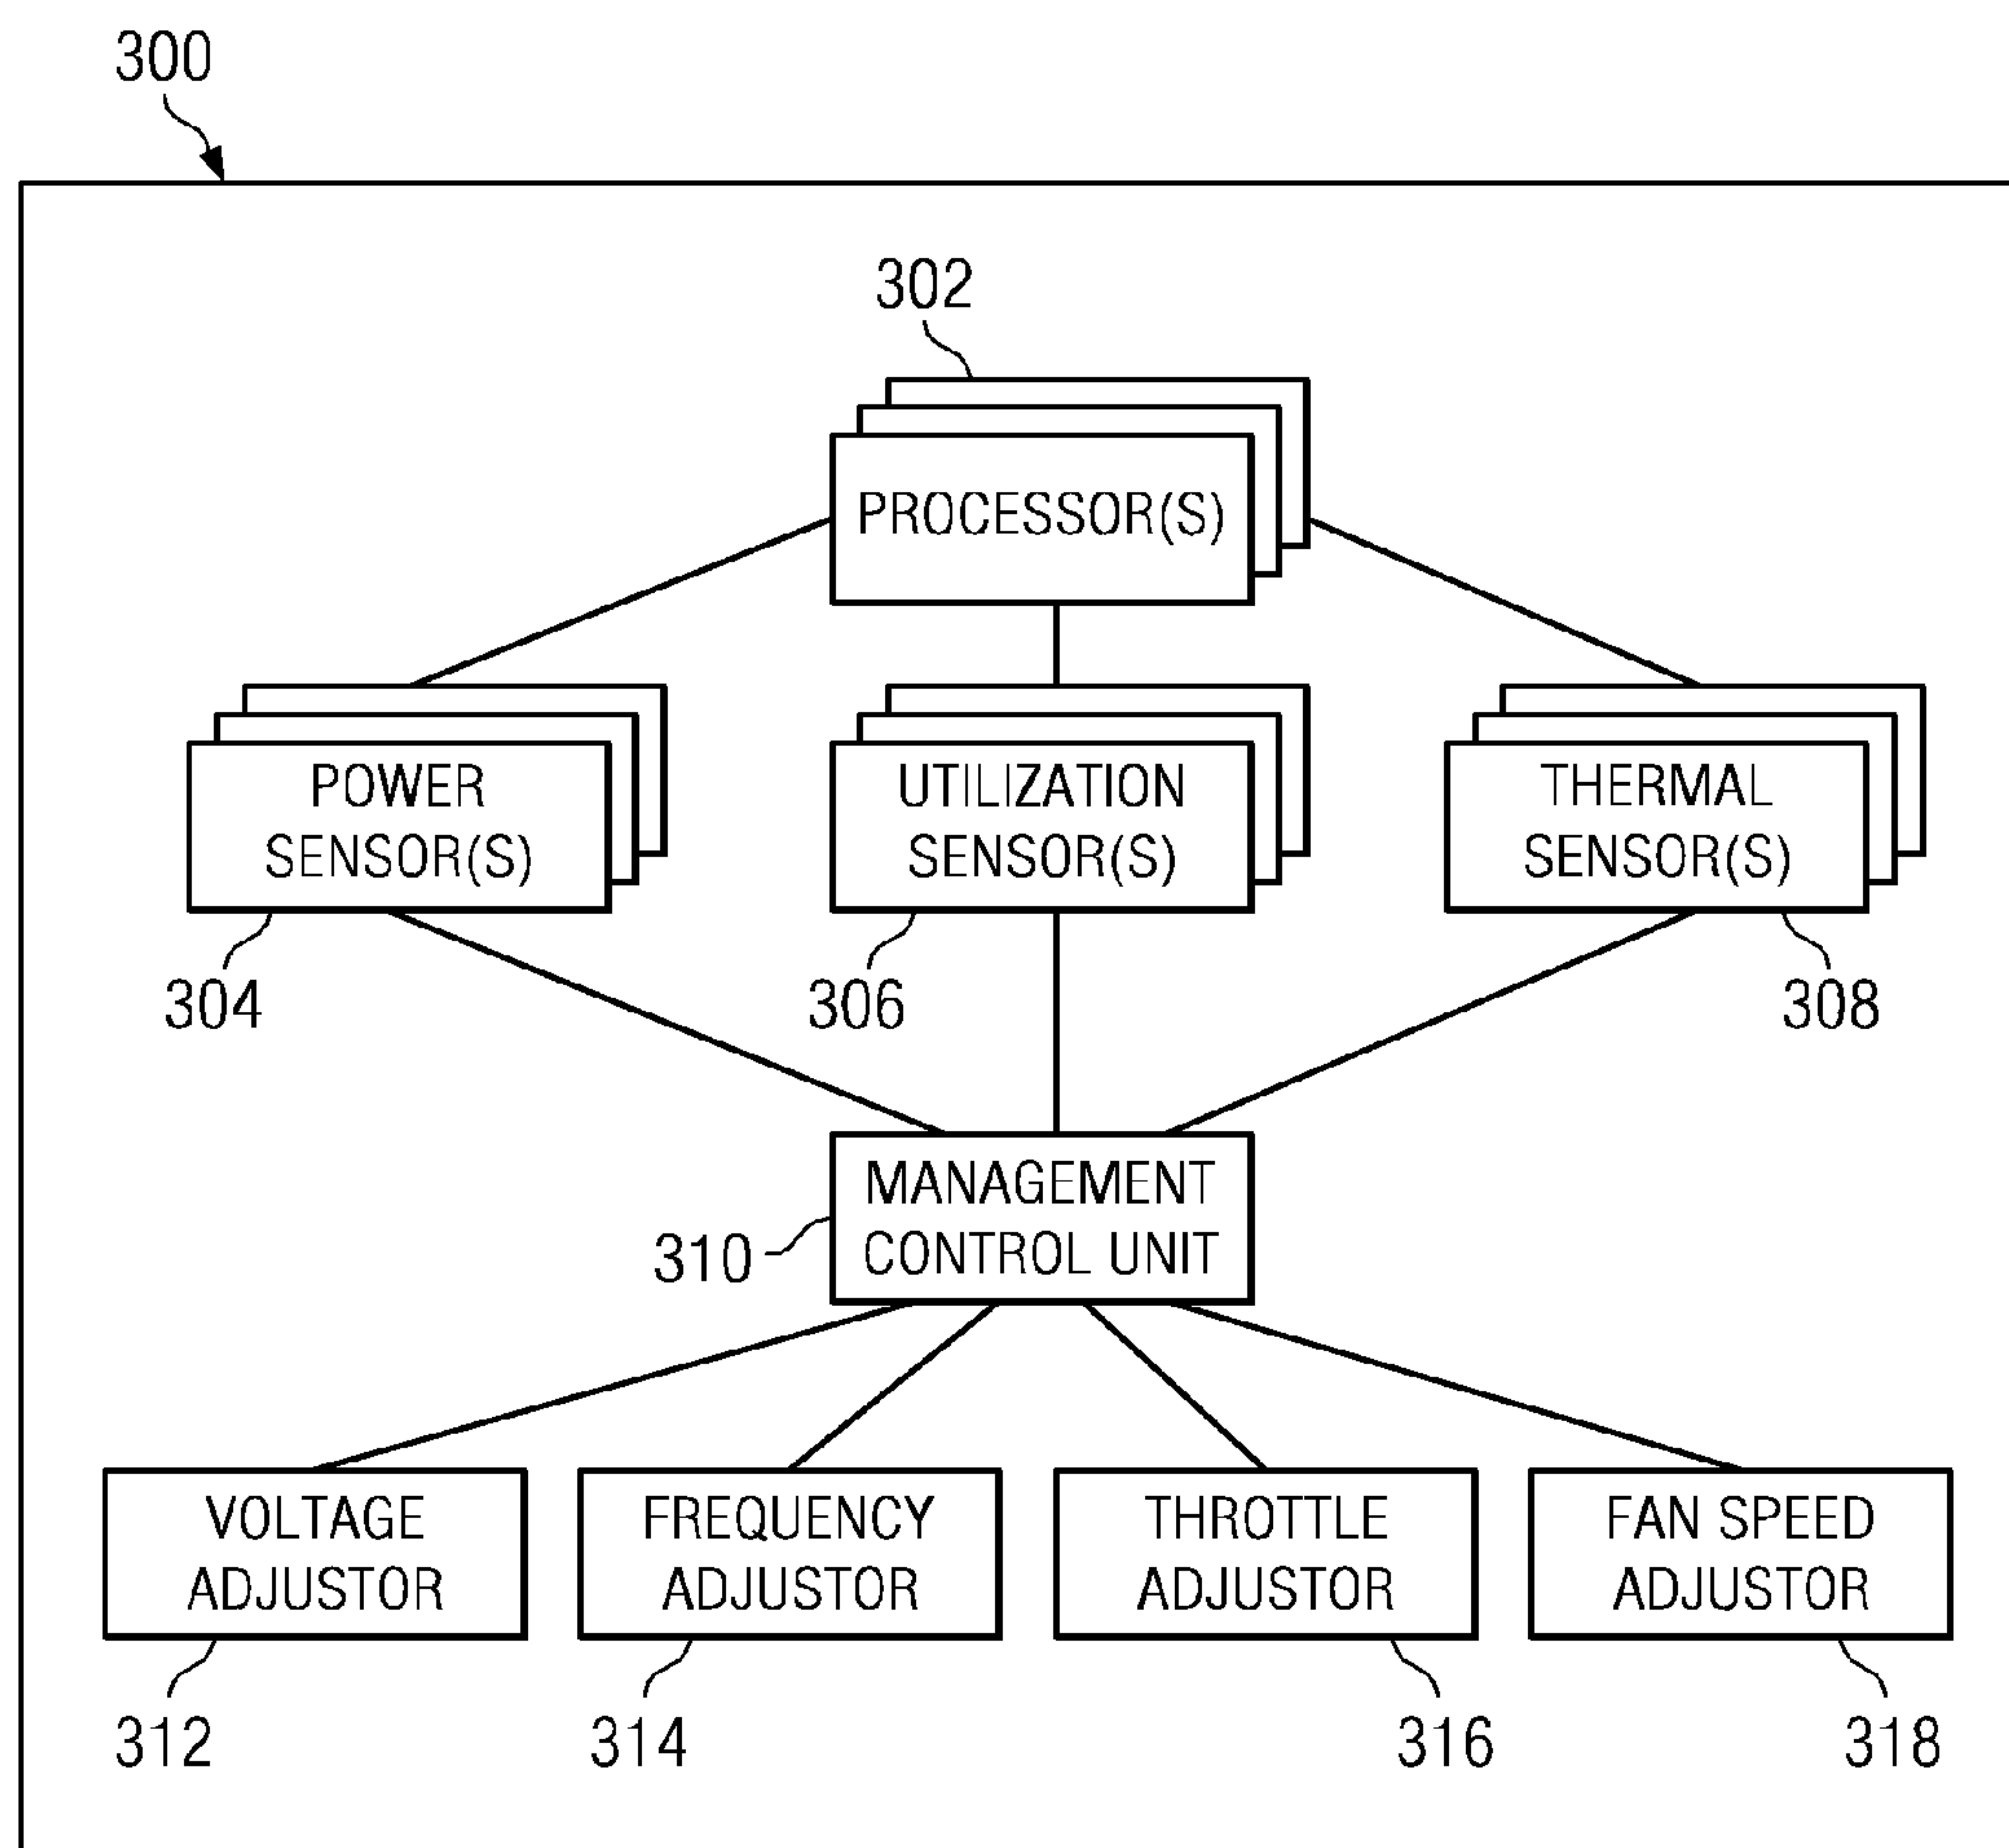 300
302
PROCESSOR(S)
POWER
SENSOR(S)
UTILIZATION
SENSOR(S)
THERMAL
SENSOR(S)
304
306
308
MANAGEMENT
CONTROL UNIT
310
VOLTAGE
ADJUSTOR
FREQUENCY
ADJUSTOR
THROTTLE
ADJUSTOR
FAN SPEED
ADJUSTOR
312
314
316
318